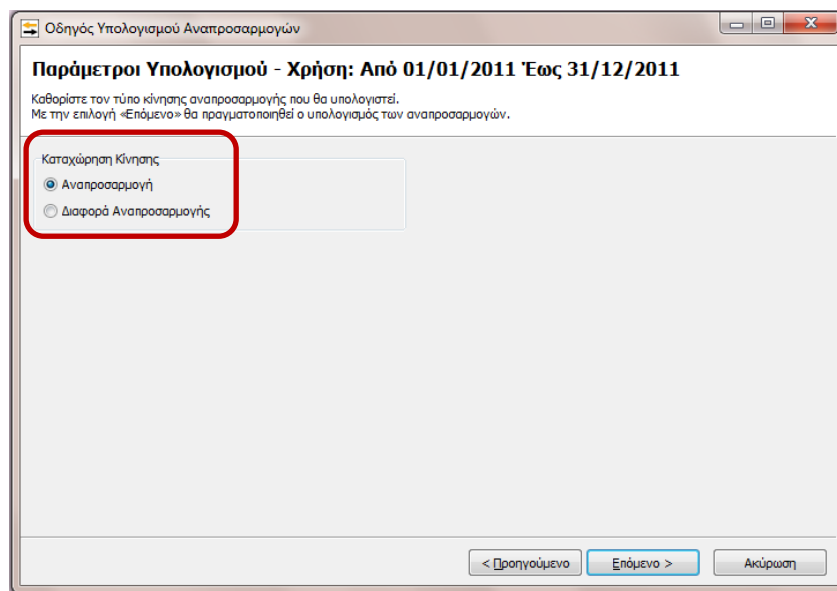 Οδηγός Υπολογισμού Αναπροσαρμογών
Παράμετροι Υπολογισμού - Χρήση: Από 01/01/2011 Έως 31/12/2011
Καθορίστε τον τύπο κίνησης αναπροσαρμογής που θα υπολογιστεί.
Με την επιλογή «Επόμενο» θα πραγματοποιηθεί ο υπολογισμός των αναπροσαρμογών.
Καταχώρηση Κίνησης
Αναπροσαρμογή
Διαφορά Αναπροσαρμογής
< Προηγούμενο Επόμενο > Ακύρωση